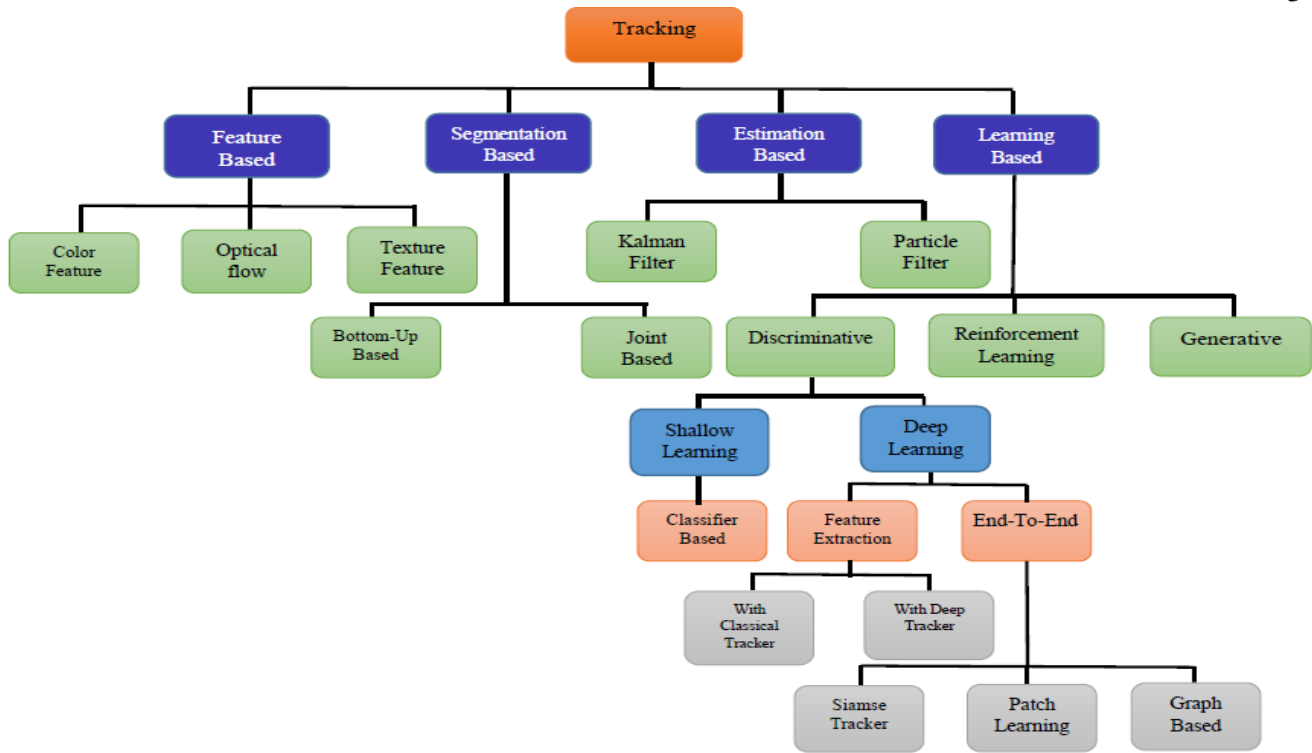 Tracking
Feature
Based
Segmentation
Based
Estimation
Based
Learning
Based
Color
Feature
Optical
flow
Texture
Feature
Kalman
Filter
Particle
Filter
Bottom-Up
Based
Joint
Based
Discriminative
Reinforcement
Learning
Generative
Shallow
Learning
Deep
Learning
Classifier
Based
Feature
Extraction
End-To-End
With
Classical
Tracker
With Deep
Tracker
Siamse
Tracker
Patch
Learning
Graph
Based